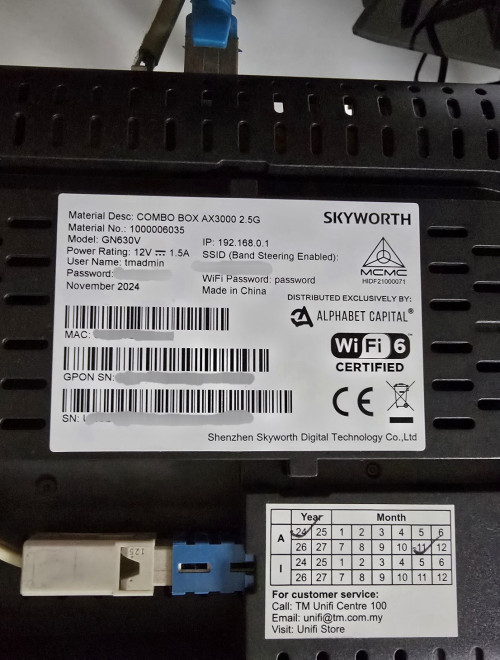 Material Desc: COMBO BOX AX3000 2.5G
SKYWORTH
Material No.: 1000006035
Model: GN630V
IP: 192.168.0.1
Power Rating: 12V ⎓ 1.5A
SSID (Band Steering Enabled):
User Name: tmadmin
Password:
WiFi Password: password
November 2024
Made in China
MCMC
HIDF21000071
DISTRIBUTED EXCLUSIVELY BY:
ALPHABET CAPITAL®
MAC:
Wi Fi 6
CERTIFIED
GPON SN:
CE
SN: U
Shenzhen Skyworth Digital Technology Co.,Ltd
Year Month
A 24 25 1 2 3 4 5 6
26 27 7 8 9 10 11 12
I 24 25 1 2 3 4 5 6
26 27 7 8 9 10 11 12
For customer service:
Call: TM Unifi Centre 100
Email: unifi@tm.com.my
Visit: Unifi Store